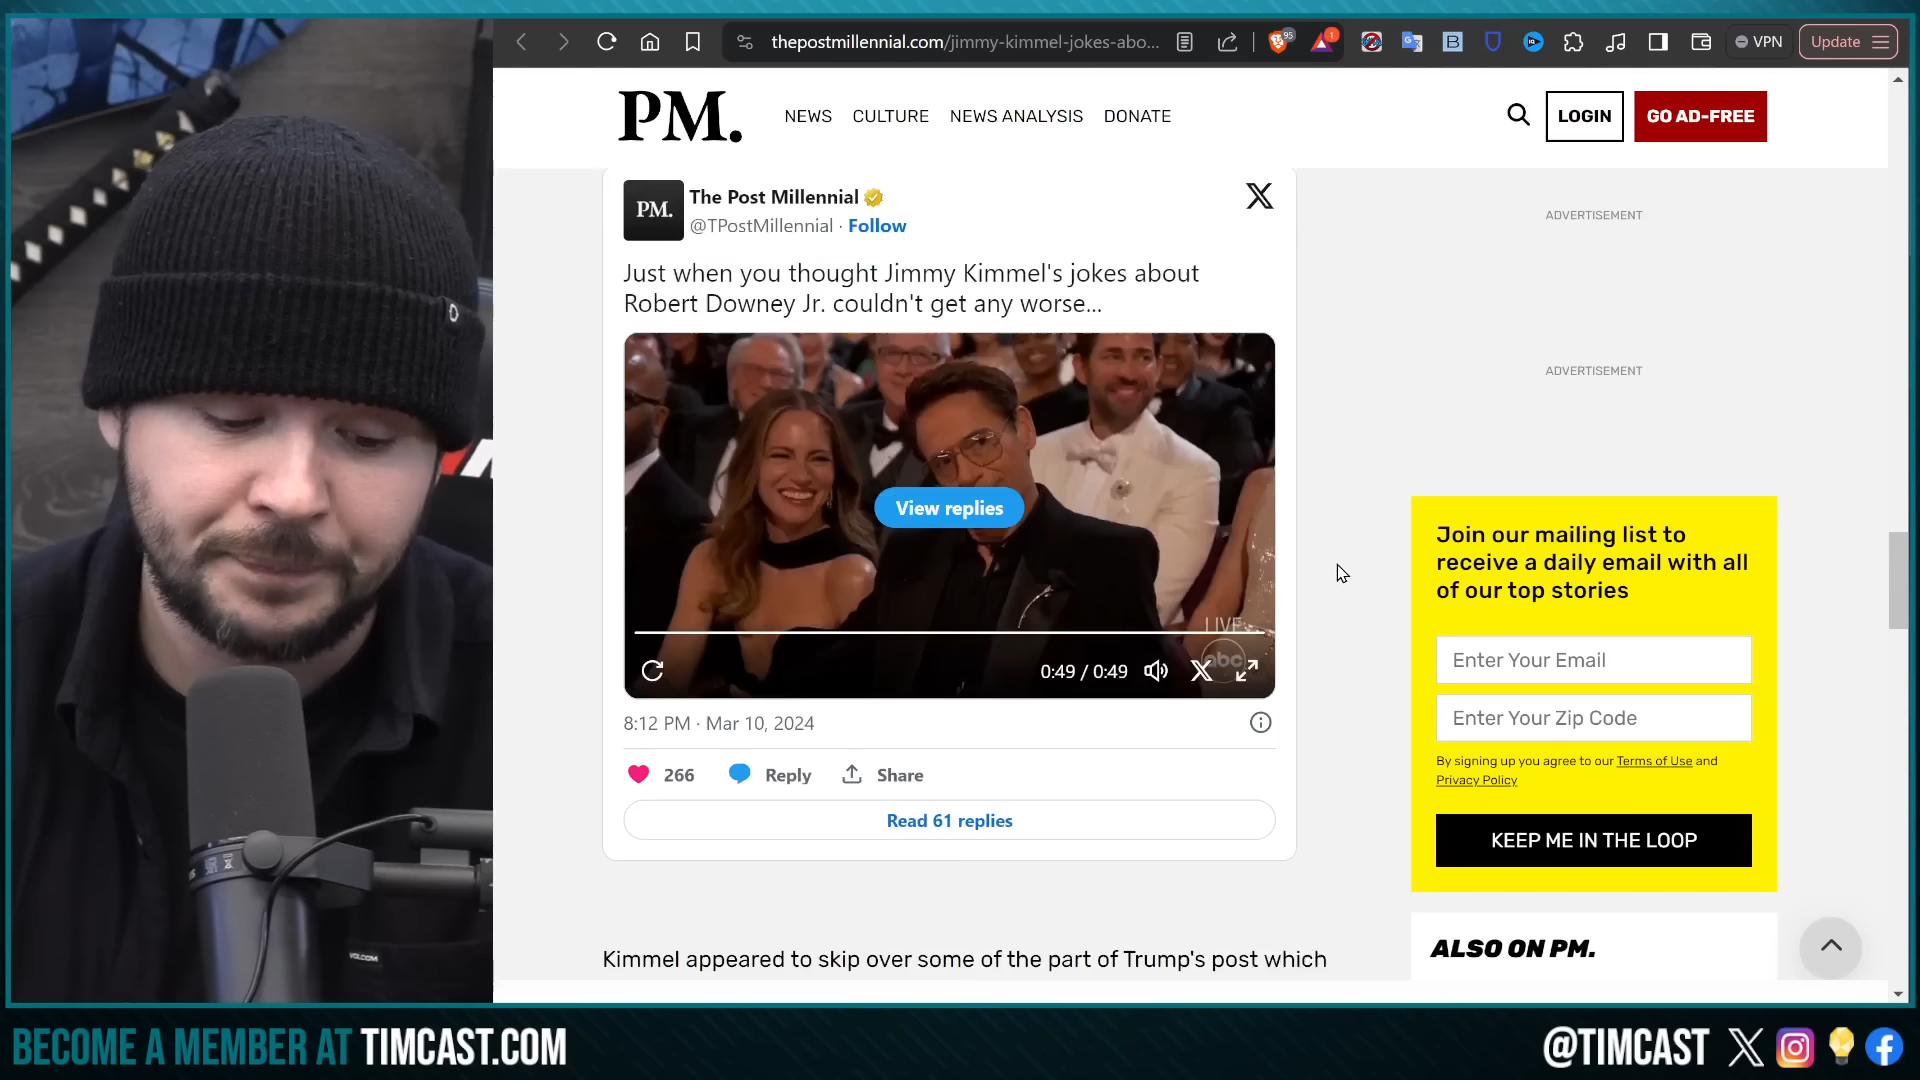 thepostmillennial.com/jimmy-kimmel-jokes-abo...
95
1
VPN
Update
PM.
NEWS
CULTURE
NEWS ANALYSIS
DONATE
LOGIN
GO AD-FREE
PM.
The Post Millennial
@TPostMillennial · Follow
Just when you thought Jimmy Kimmel's jokes about
Robert Downey Jr. couldn't get any worse...
View replies
LIVE
abc
0:49 / 0:49
8:12 PM · Mar 10, 2024
266
Reply
Share
Read 61 replies
Kimmel appeared to skip over some of the part of Trump's post which
ADVERTISEMENT
ADVERTISEMENT
Join our mailing list to
receive a daily email with all
of our top stories
Enter Your Email
Enter Your Zip Code
By signing up you agree to our Terms of Use and
Privacy Policy
KEEP ME IN THE LOOP
ALSO ON PM.
VOLCOM
BECOME A MEMBER AT TIMCAST.COM
@TIMCAST